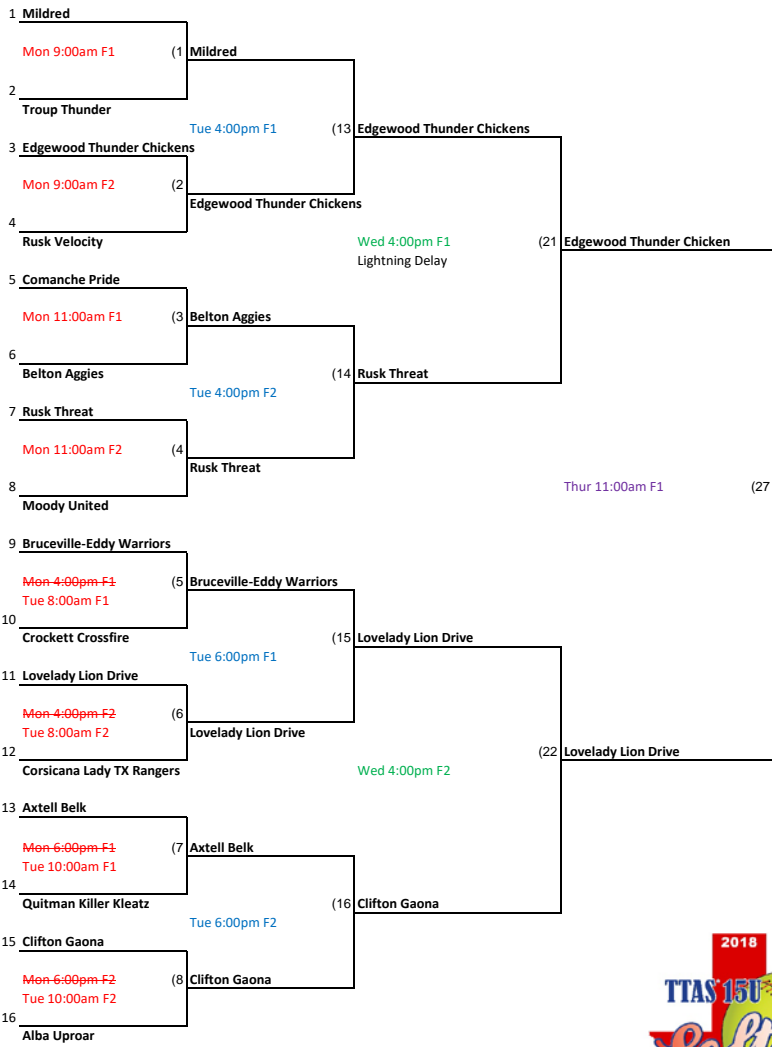 1 Mildred
Mon 9:00am F1 (1 Mildred
2
Troup Thunder
Tue 4:00pm F1 (13 Edgewood Thunder Chickens
3 Edgewood Thunder Chickens
Mon 9:00am F2 (2
Edgewood Thunder Chickens
4
Rusk Velocity
Wed 4:00pm F1 (21 Edgewood Thunder Chicken
Lightning Delay
5 Comanche Pride
Mon 11:00am F1 (3 Belton Aggies
6
Belton Aggies
(14 Rusk Threat
Tue 4:00pm F2
7 Rusk Threat
Mon 11:00am F2 (4
Rusk Threat
8
Moody United
Thur 11:00am F1 (27
9 Bruceville-Eddy Warriors
Mon 4:00pm F1 (5 Bruceville-Eddy Warriors
Tue 8:00am F1
10
Crockett Crossfire
(15 Lovelady Lion Drive
Tue 6:00pm F1
11 Lovelady Lion Drive
Mon 4:00pm F2 (6
Tue 8:00am F2
Lovelady Lion Drive
12
(22 Lovelady Lion Drive
Corsicana Lady TX Rangers
Wed 4:00pm F2
13 Axtell Belk
Mon 6:00pm F1 (7 Axtell Belk
Tue 10:00am F1
14
Quitman Killer Kleatz
(16 Clifton Gaona
Tue 6:00pm F2
15 Clifton Gaona
Mon 6:00pm F2 (8 Clifton Gaona
Tue 10:00am F2
16
Alba Uproar
2018
TTAS 15U